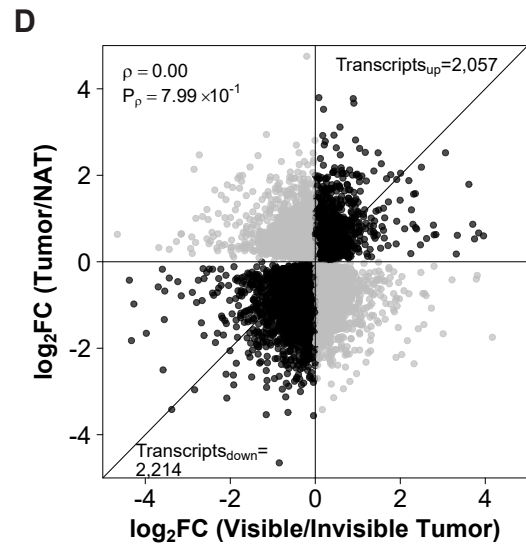 D
ρ = 0.00
Pρ = 7.99 ×10-1
Transcriptsup=2,057
4
2
0
-2
-4
log2FC (Tumor/NAT)
Transcriptsdown=
2,214
-4 -2 0 2 4
log2FC (Visible/Invisible Tumor)